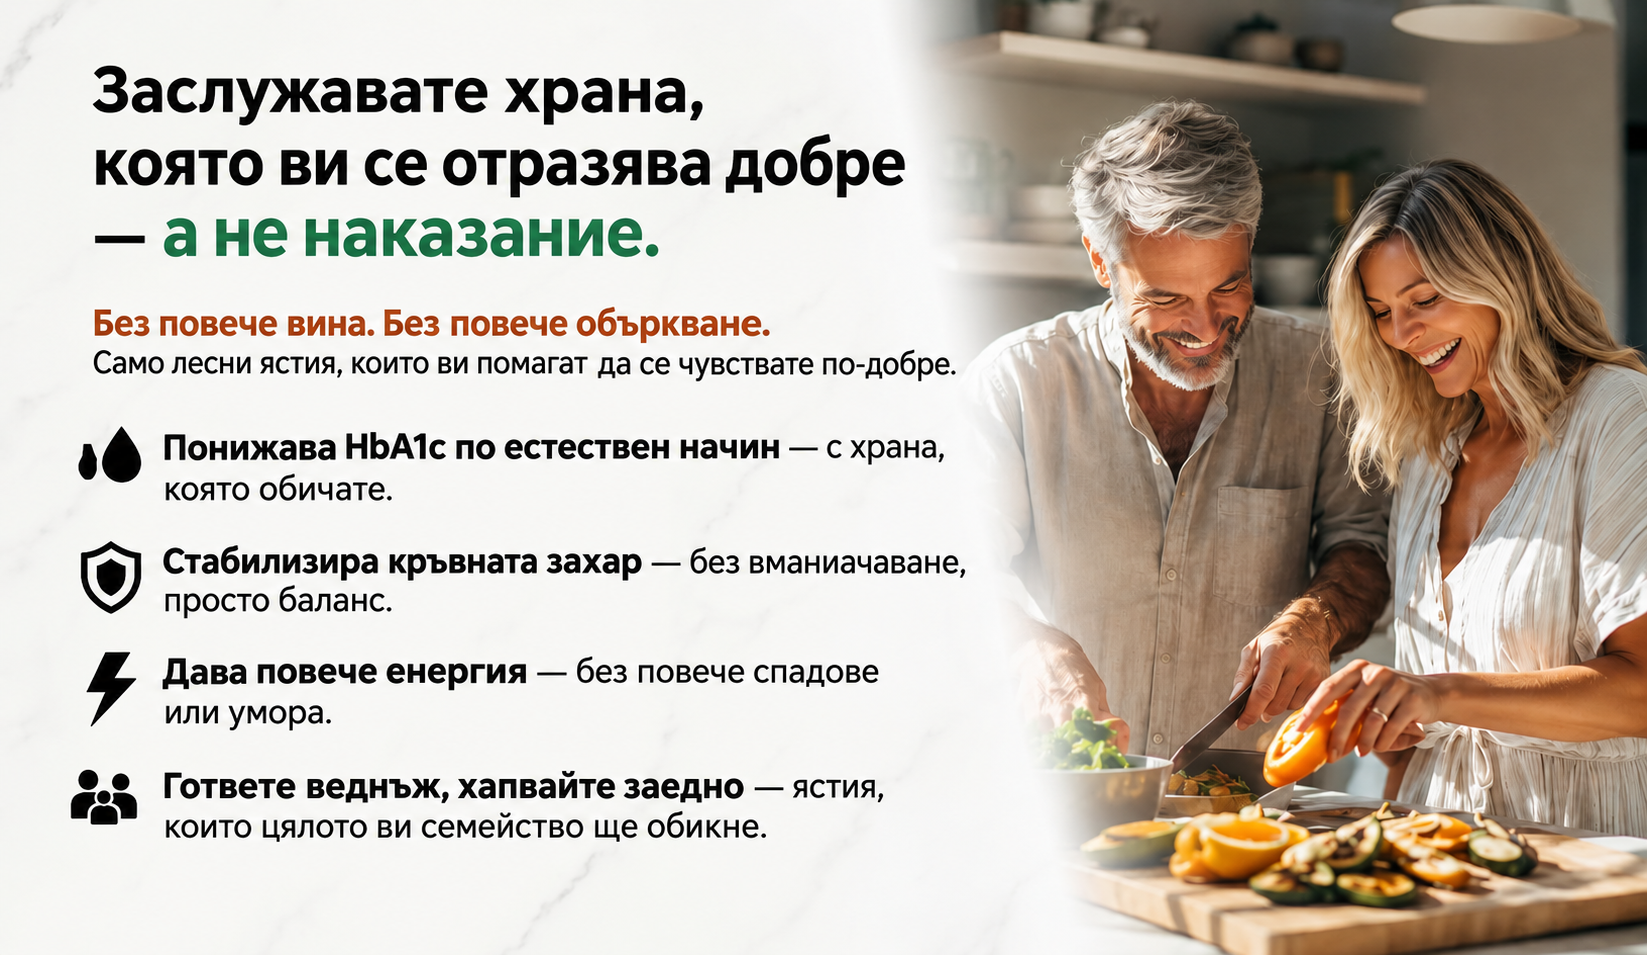 Заслужавате храна,
която ви се отразява добре
— а не наказание.
Без повече вина. Без повече объркване.
Само лесни ястия, които ви помагат да се чувствате по-добре.
Понижава HbA1c по естествен начин — с храна,
която обичате.
Стабилизира кръвната захар — без вманиачаване,
просто баланс.
Дава повече енергия — без повече спадове
или умора.
Гответе веднъж, хапвайте заедно — ястия,
които цялото ви семейство ще обикне.